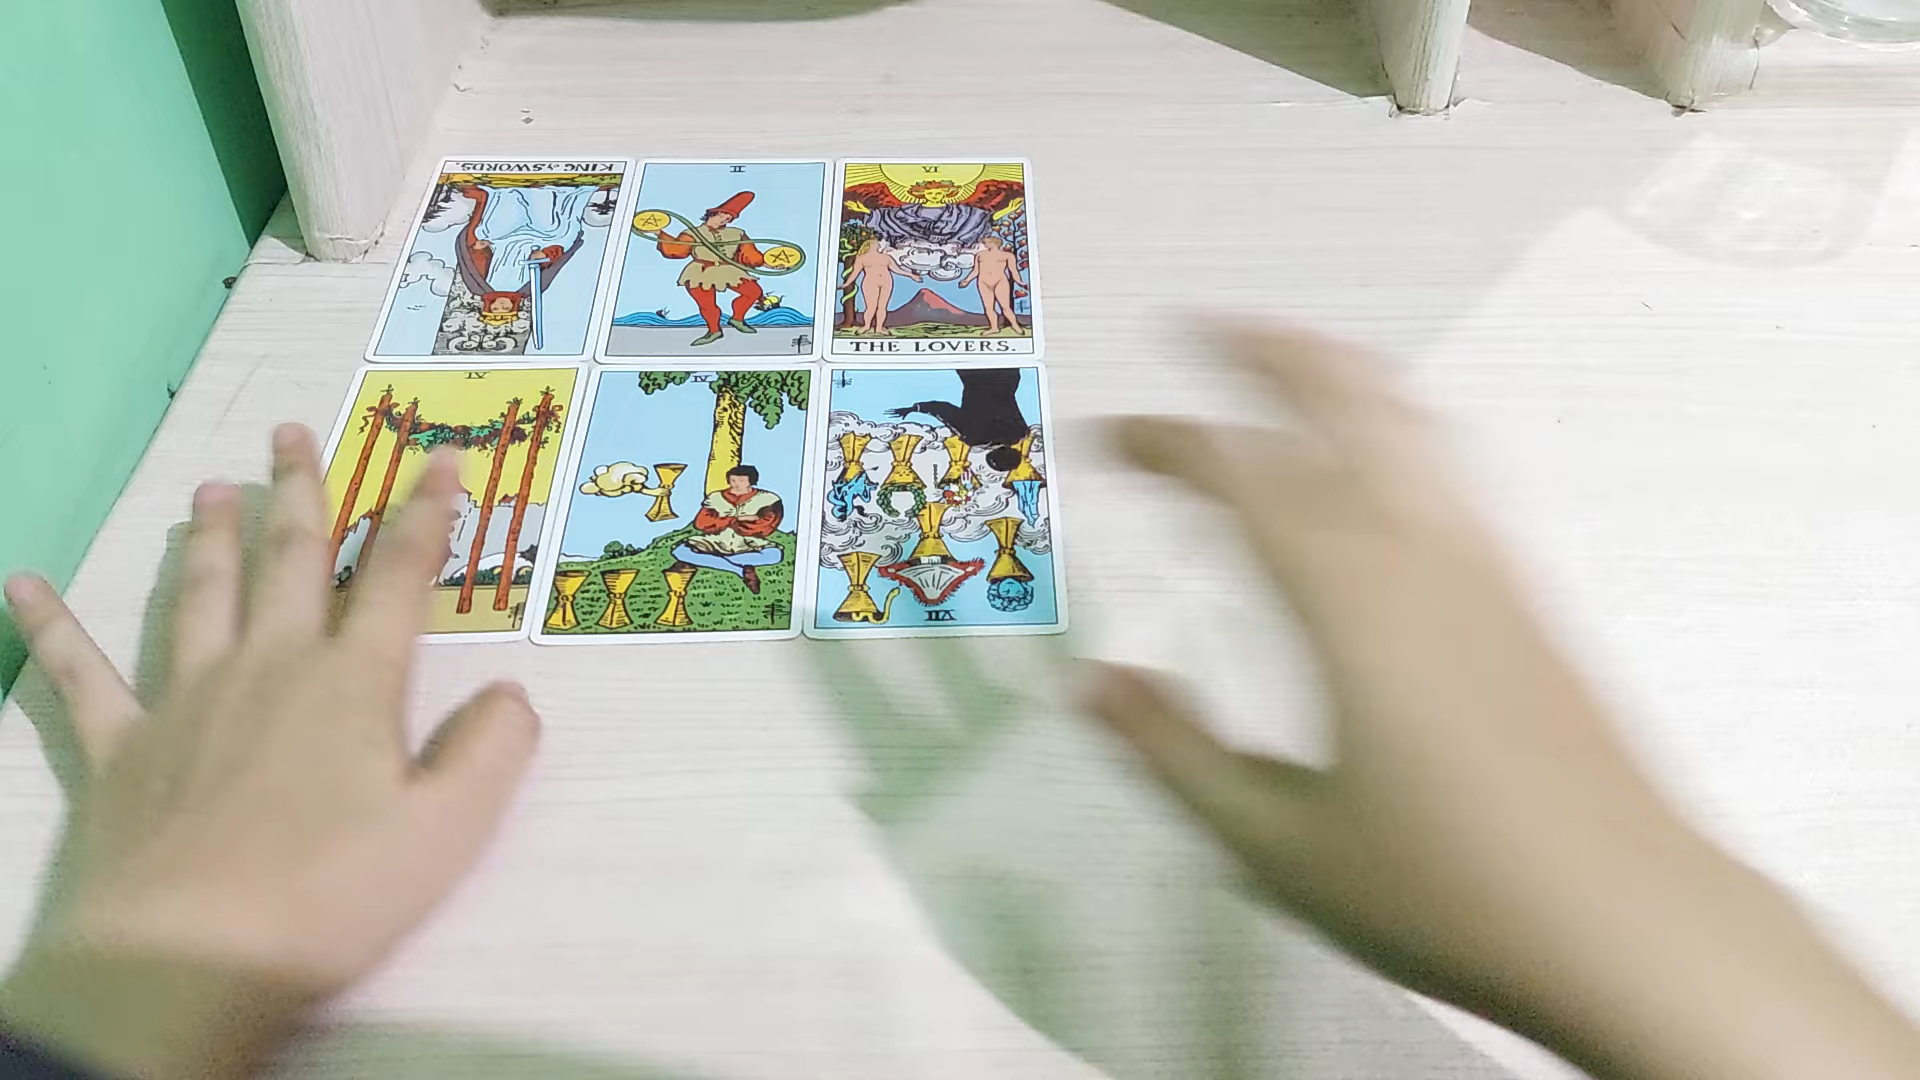 KING of SWORDS.
II
VI
THE LOVERS.
IV
IV
VII